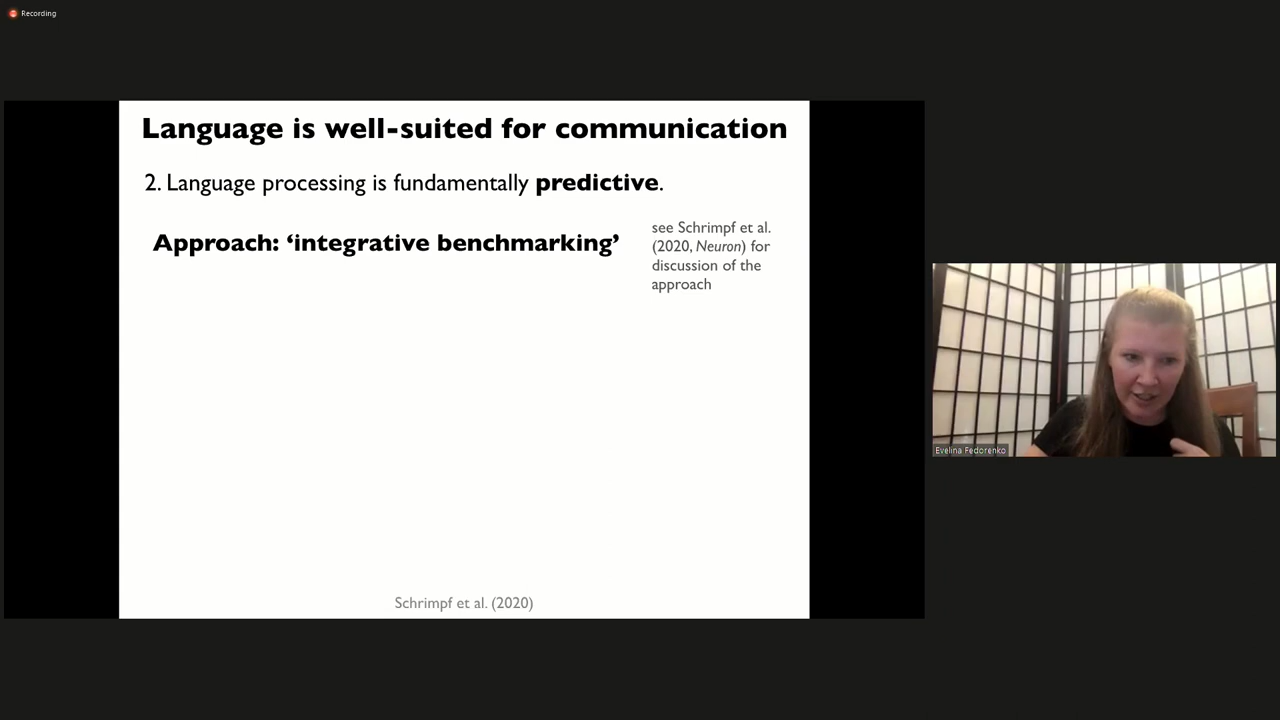 Recording
Language is well-suited for communication
2. Language processing is fundamentally predictive.
Approach: ‘integrative benchmarking’
see Schrimpf et al.
(2020, Neuron) for
discussion of the
approach
Schrimpf et al. (2020)
Evelina Fedorenko